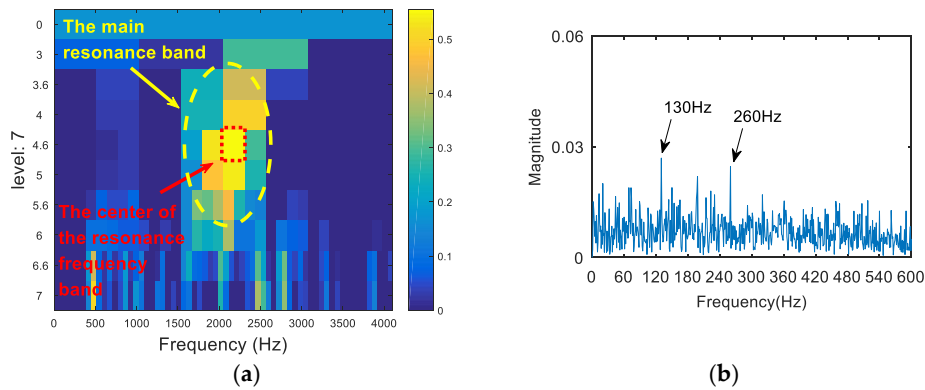 The main
resonance band
The center of
the resonance
frequency
band
level: 7
0
3
3.6
4
4.6
5
5.6
6
6.6
7
0 500 1000 1500 2000 2500 3000 3500 4000
Frequency (Hz)
0.5
0.4
0.3
0.2
0.1
0
(a)
0.06
0.03
0
Magnitude
130Hz
260Hz
0 60 120 180 240 300 360 420 480 540 600
Frequency(Hz)
(b)